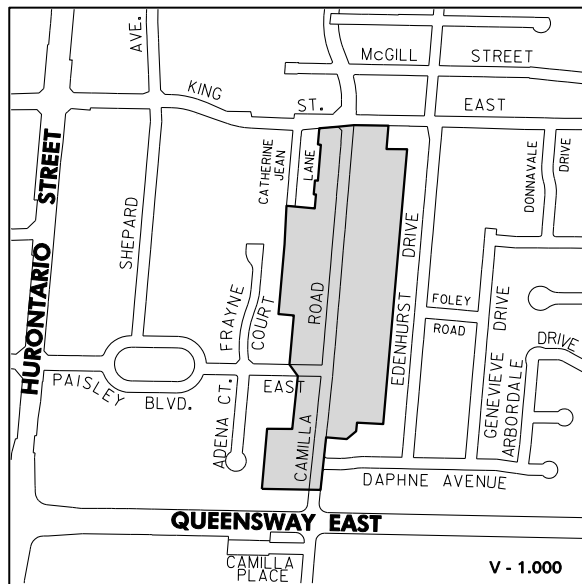 AVE.
McGILL STREET
KING ST. EAST
HURONTARIO STREET
SHEPARD
CATHERINE
JEAN
LANE
DONNAVALE
DRIVE
FRAYNE
COURT
ROAD
EDENHURST DRIVE
FOLEY
ROAD
GENEVIEVE DRIVE
ARBORDALE
DRIVE
PAISLEY BLVD. EAST
ADENA CT.
CAMILLA
DAPHNE AVENUE
QUEENSWAY EAST
CAMILLA
PLACE
V - 1.000